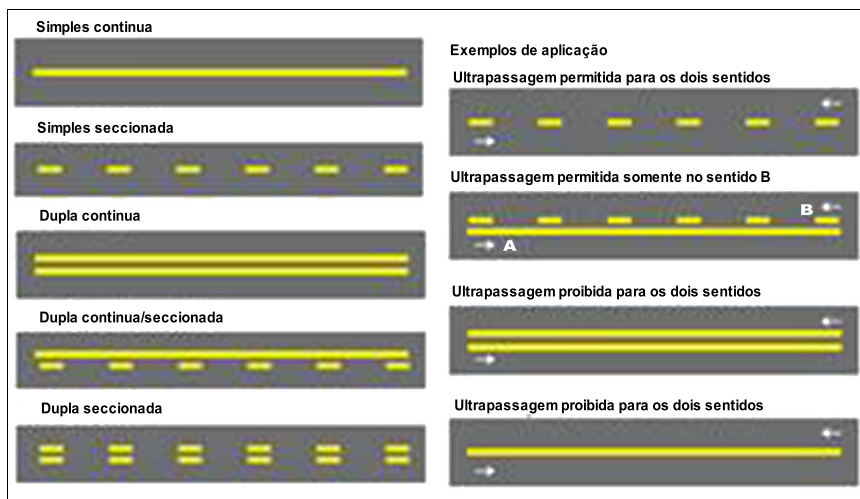 Simples continua
Simples seccionada
Dupla continua
Dupla continua/seccionada
Dupla seccionada
Exemplos de aplicação
Ultrapassagem permitida para os dois sentidos
Ultrapassagem permitida somente no sentido B
B
A
Ultrapassagem proibida para os dois sentidos
Ultrapassagem proibida para os dois sentidos